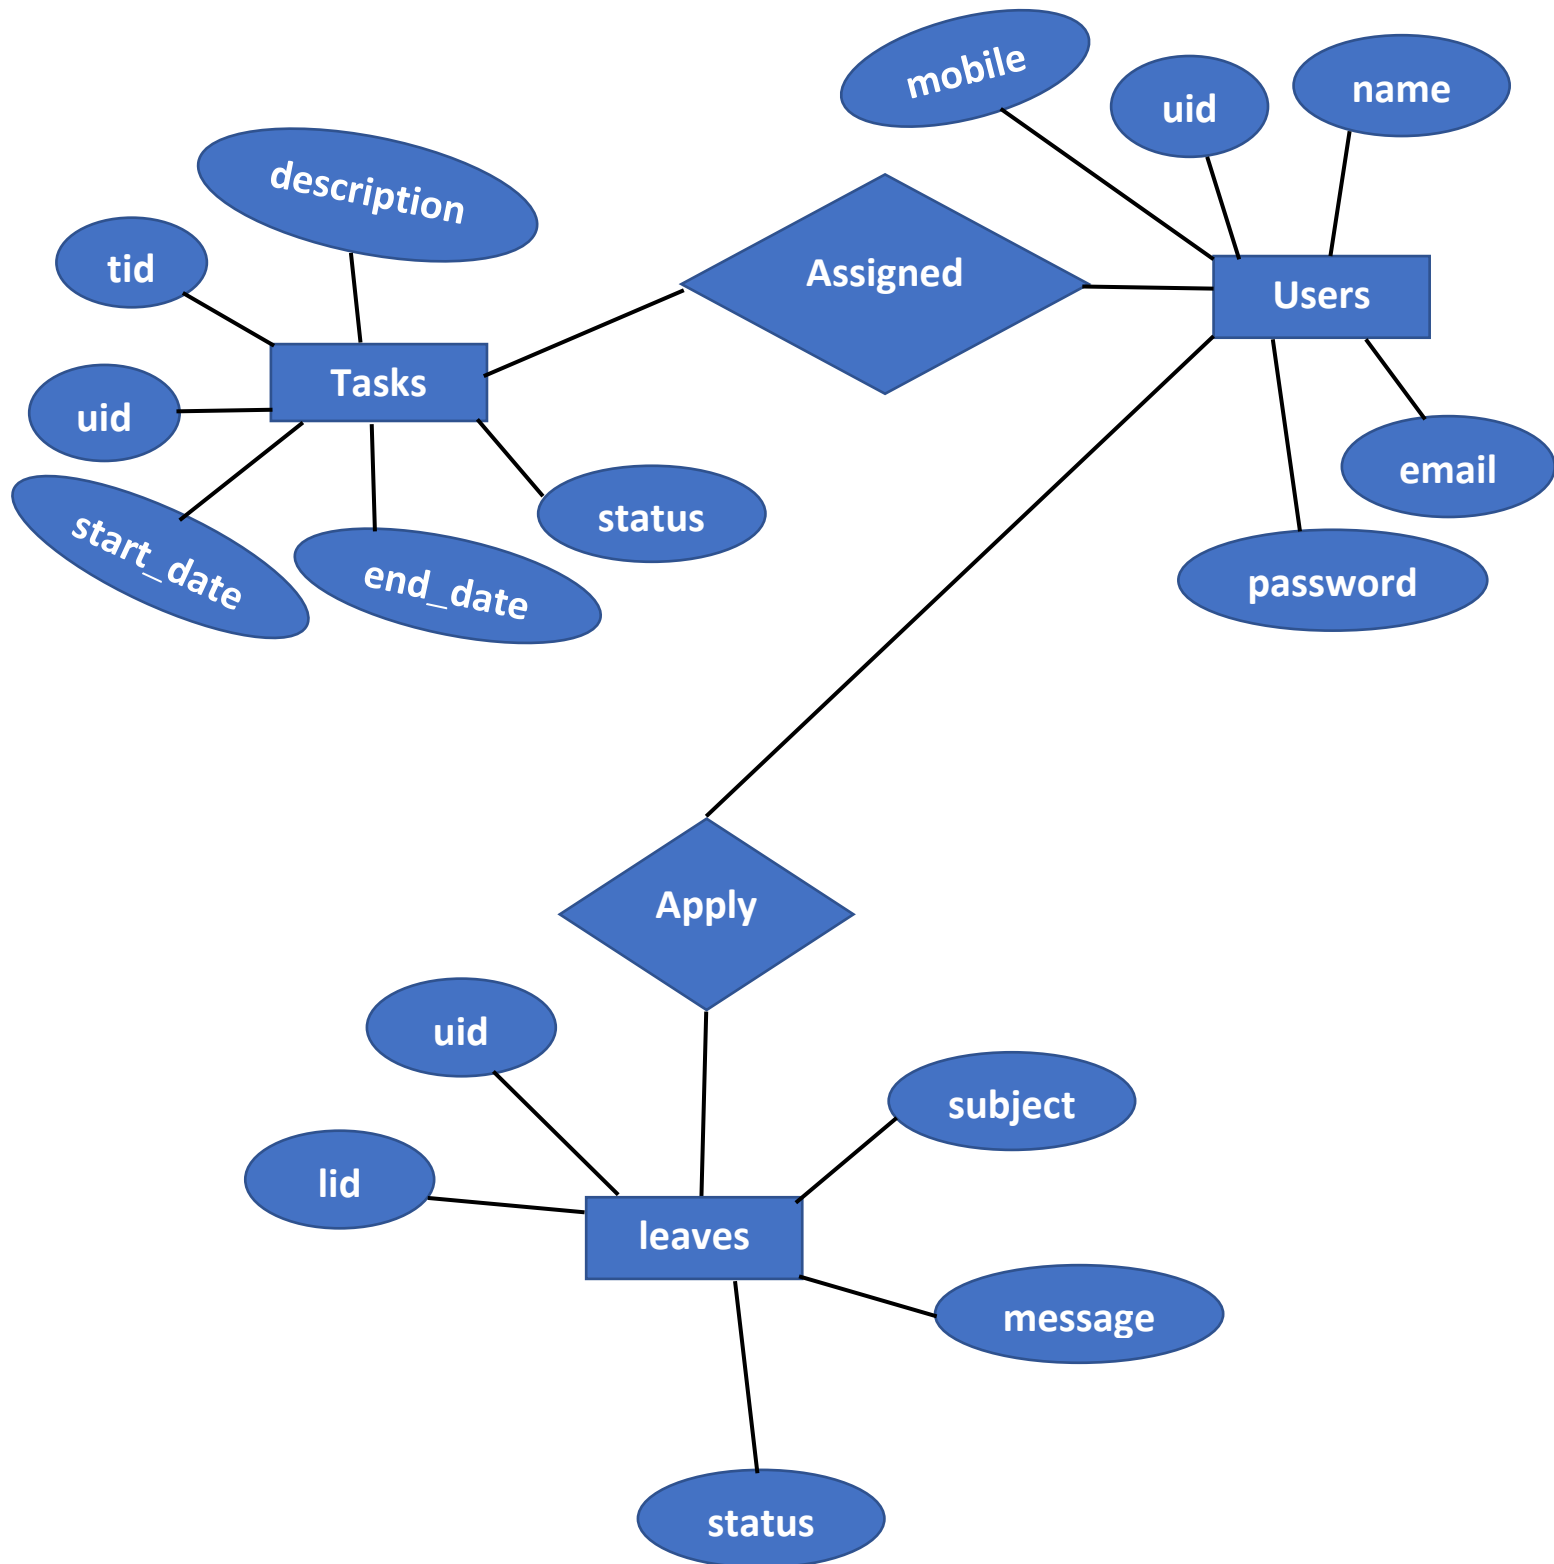 mobile
uid
name
description
tid
Assigned
Users
Tasks
uid
email
status
start_date
end_date
password
Apply
uid
subject
lid
leaves
message
status